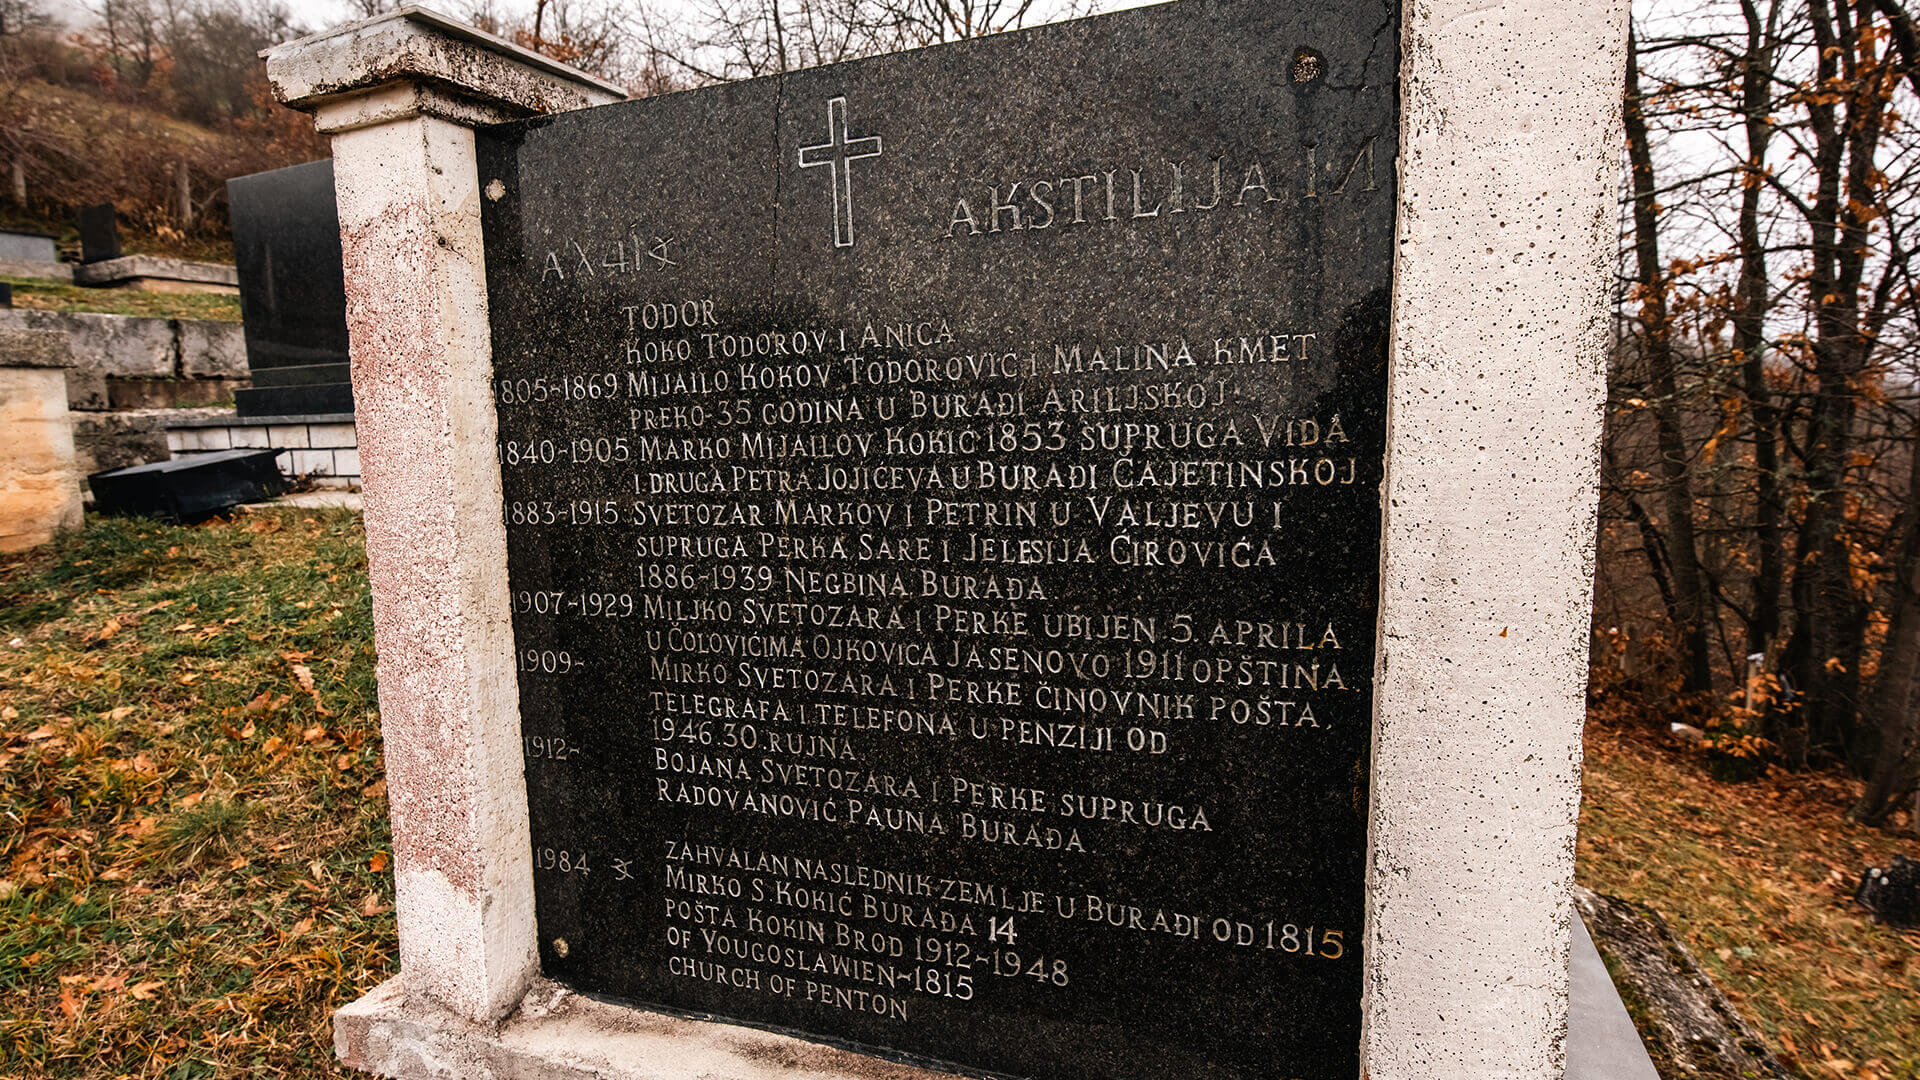 AKSTILIJA
TODOR
KOKO TODOROV I ANICA
1805-1869 MIJAILO KOKOV TODOROVIĆ I MALINA KMET
PREKO 35 GODINA U BURAĐI ARILJSKOJ
1840-1905 MARKO MIJAILOV KOKIĆ 1853 SUPRUGA VIDA
I DRUGA PETRA JOJIĆEVA U BURAĐI ČAJETINSKOJ
1883-1915 SVETOZAR MARKOV I PETRIN U VALJEVU I
SUPRUGA PERKA SARE I JELESIJA ĆIROVIĆA
1886-1939 NEGBINA BURAĐA.
1907-1929 MILJKO SVETOZARA I PERKE UBIJEN 5. APRILA
U ČOLOVIĆIMA OJKOVICA JASENOVO 1911 OPŠTINA
1909- MIRKO SVETOZARA I PERKE ČINOVNIK POŠTA,
TELEGRAFA I TELEFONA U PENZIJI OD
1946.30.RUJNA
1912- BOJANA SVETOZARA I PERKE SUPRUGA
RADOVANOVIĆ PAUNA BURAĐA.
1984 ZAHVALAN NASLEDNIK ZEMLJE U BURAĐI OD 1815
MIRKO S. KOKIĆ BURAĐA 14
POŠTA KOKIN BROD 1912-1948
OF YOUGOSLAWIEN-1815
CHURCH OF PENTON